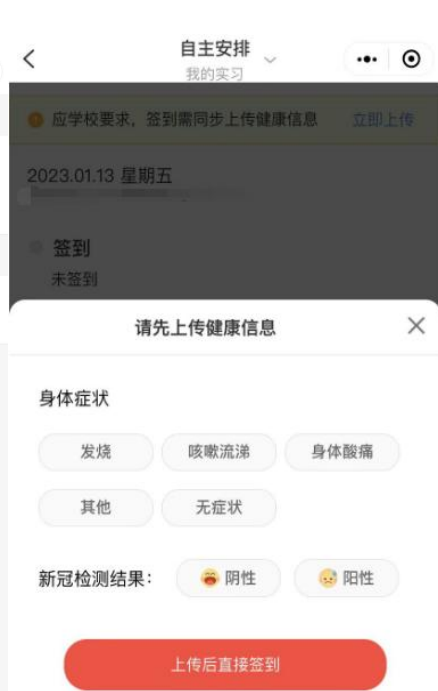 自主安排
我的实习
应学校要求，签到需同步上传健康信息 立即上传
2023.01.13 星期五
签到
未签到
请先上传健康信息
身体症状
发烧 咳嗽流涕 身体酸痛
其他 无症状
新冠检测结果： 阴性 阳性
上传后直接签到